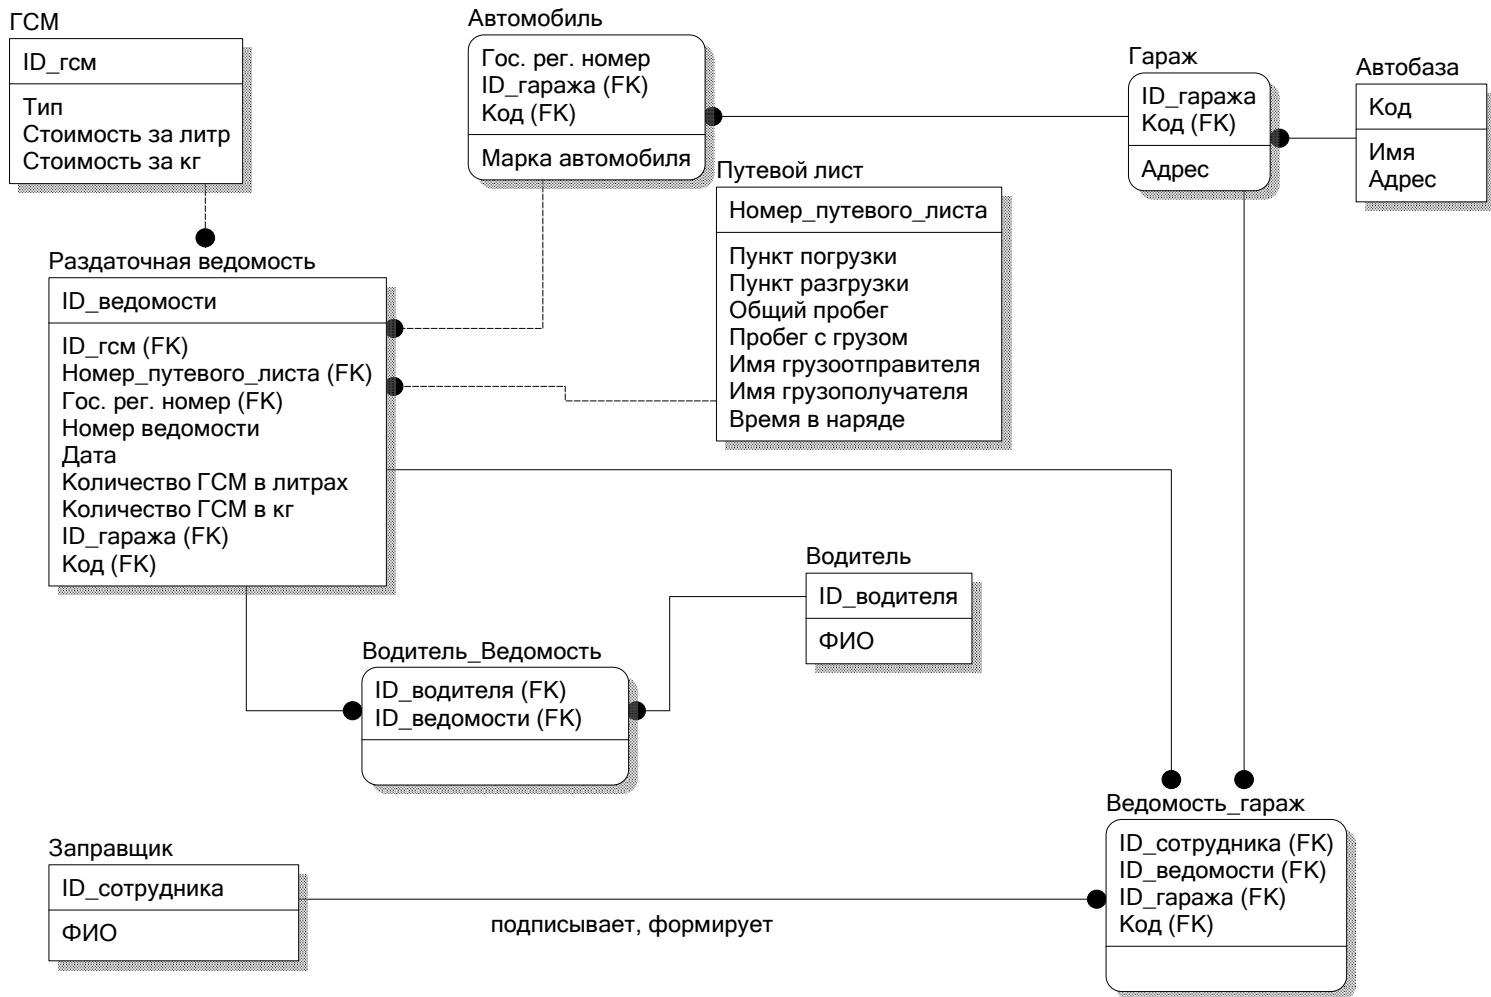 ГСМ
ID_гсм
Тип
Стоимость за литр
Стоимость за кг
Автомобиль
Гос. рег. номер
ID_гаража (FK)
Код (FK)
Марка автомобиля
Гараж
ID_гаража
Код (FK)
Адрес
Автобаза
Код
Имя
Адрес
Путевой лист
Номер_путевого_листа
Пункт погрузки
Пункт разгрузки
Общий пробег
Пробег с грузом
Имя грузоотправителя
Имя грузополучателя
Время в наряде
Раздаточная ведомость
ID_ведомости
ID_гсм (FK)
Номер_путевого_листа (FK)
Гос. рег. номер (FK)
Номер ведомости
Дата
Количество ГСМ в литрах
Количество ГСМ в кг
ID_гаража (FK)
Код (FK)
Водитель
ID_водителя
ФИО
Водитель_Ведомость
ID_водителя (FK)
ID_ведомости (FK)
Заправщик
ID_сотрудника
ФИО
подписывает, формирует
Ведомость_гараж
ID_сотрудника (FK)
ID_ведомости (FK)
ID_гаража (FK)
Код (FK)